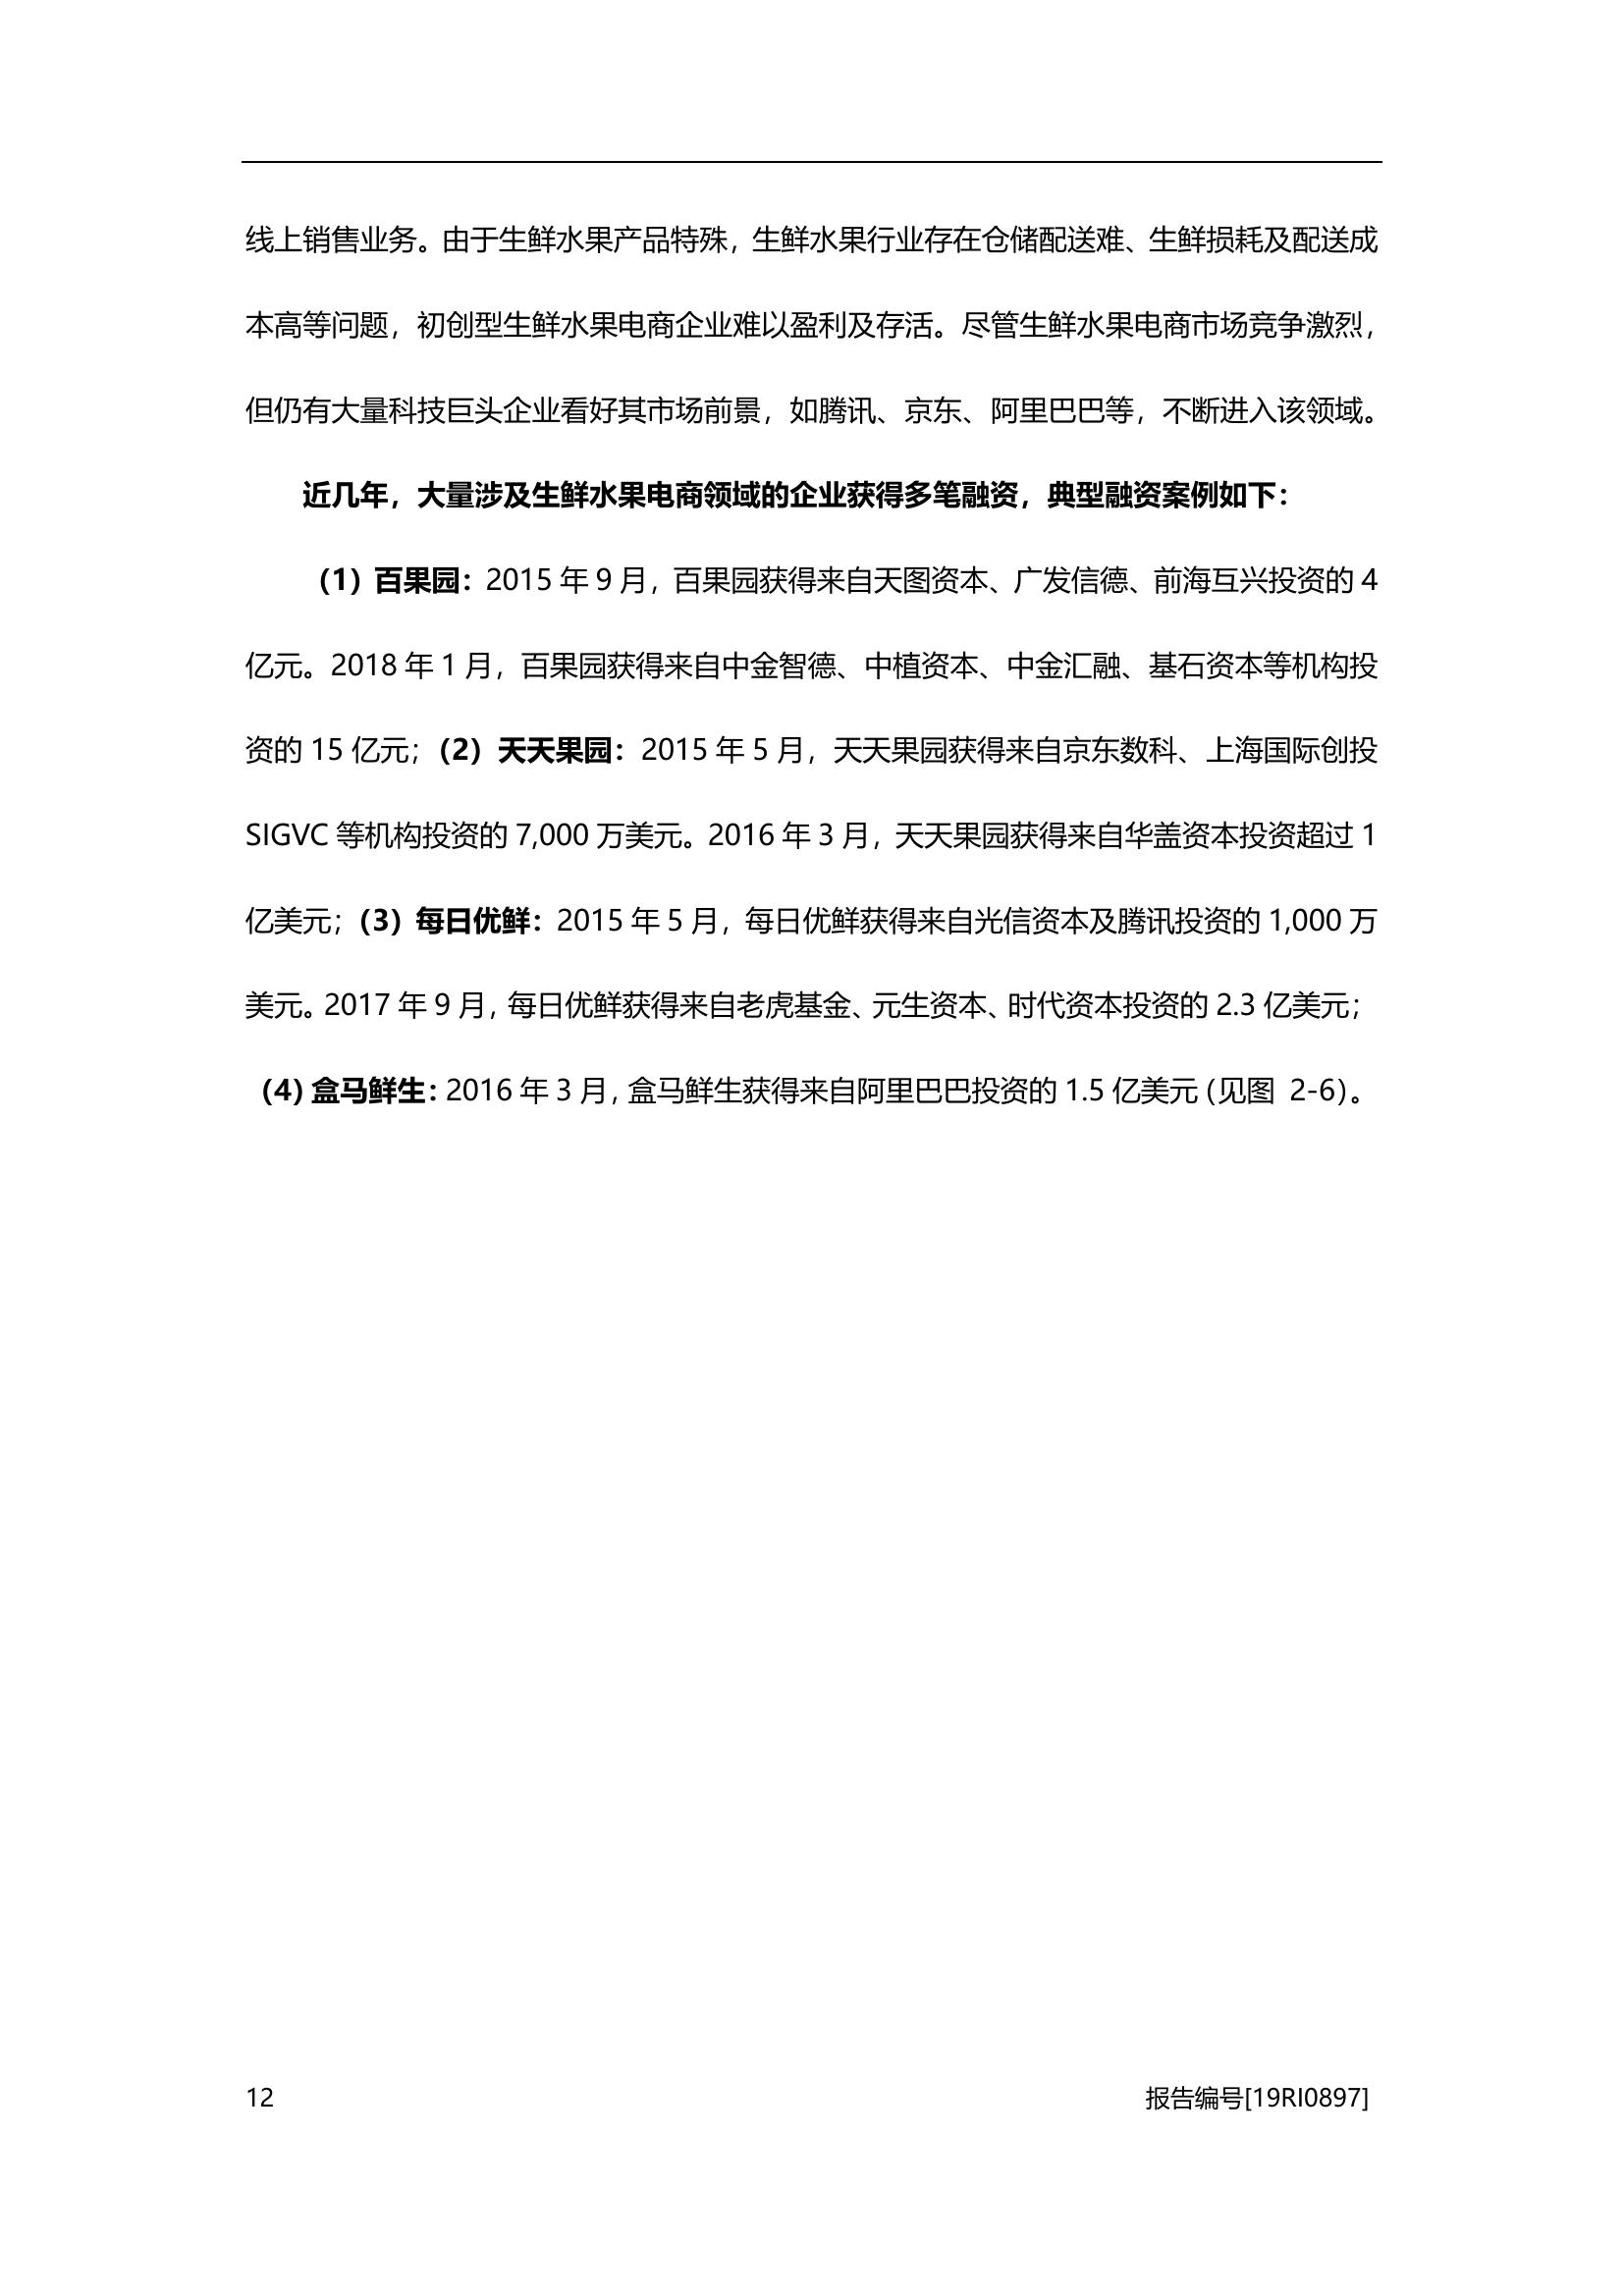 线上销售业务。由于生鲜水果产品特殊，生鲜水果行业存在仓储配送难、生鲜损耗及配送成
本高等问题，初创型生鲜水果电商企业难以盈利及存活。尽管生鲜水果电商市场竞争激烈，
但仍有大量科技巨头企业看好其市场前景，如腾讯、京东、阿里巴巴等，不断进入该领域。
近几年，大量涉及生鲜水果电商领域的企业获得多笔融资，典型融资案例如下：
（1）百果园：2015 年 9 月，百果园获得来自天图资本、广发信德、前海互兴投资的 4
亿元。2018 年 1 月，百果园获得来自中金智德、中植资本、中金汇融、基石资本等机构投
资的 15 亿元；（2）天天果园：2015 年 5 月，天天果园获得来自京东数科、上海国际创投
SIGVC 等机构投资的 7,000 万美元。2016 年 3 月，天天果园获得来自华盖资本投资超过 1
亿美元；（3）每日优鲜：2015 年 5 月，每日优鲜获得来自光信资本及腾讯投资的 1,000 万
美元。2017 年 9 月，每日优鲜获得来自老虎基金、元生资本、时代资本投资的 2.3 亿美元；
（4）盒马鲜生：2016 年 3 月，盒马鲜生获得来自阿里巴巴投资的 1.5 亿美元（见图 2-6）。
12
报告编号[19RI0897]